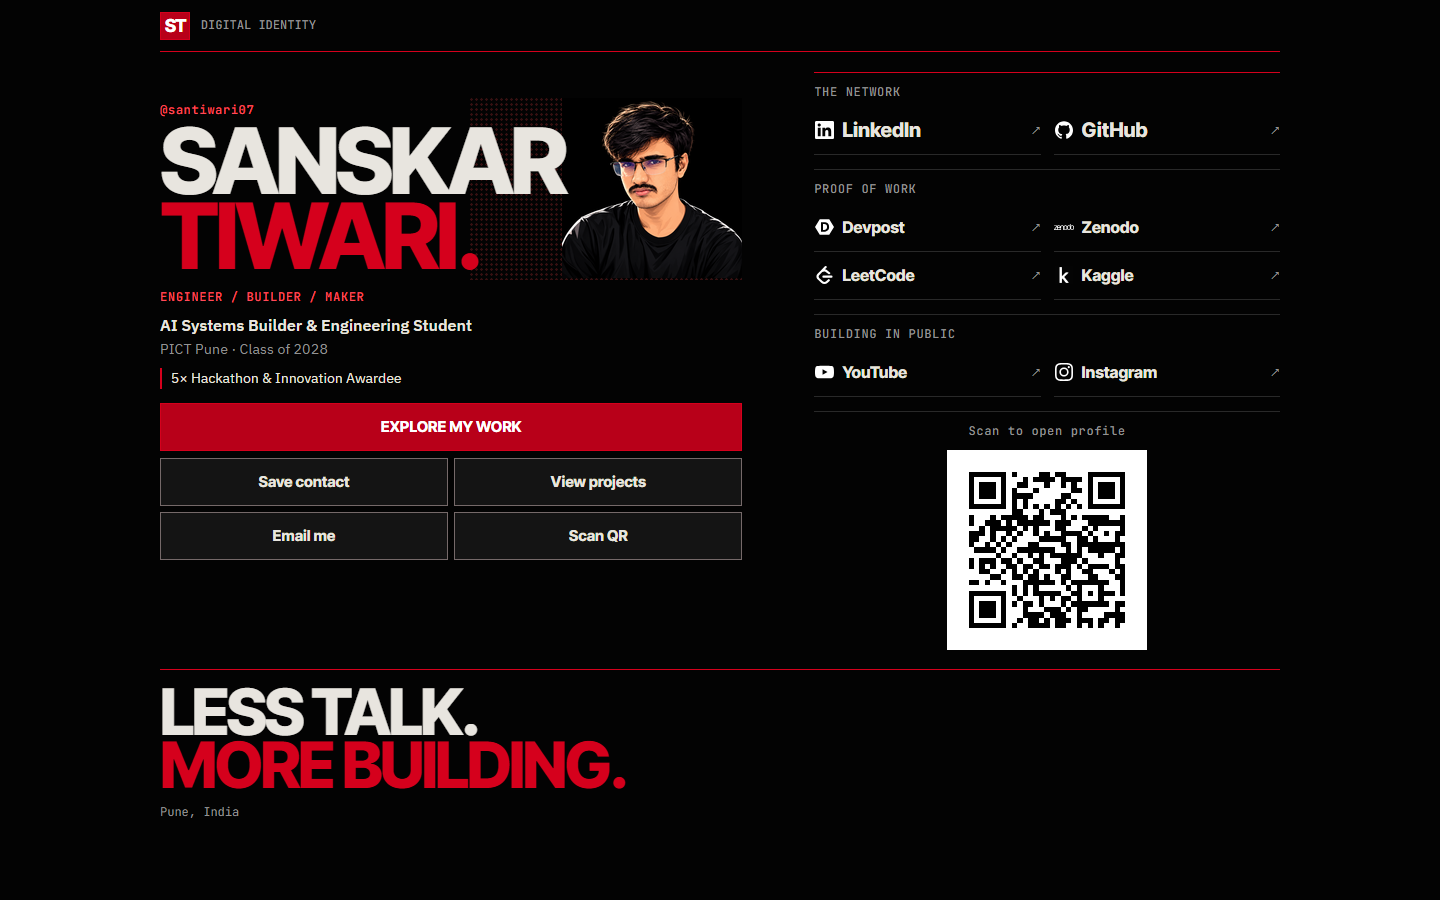 ST
DIGITAL IDENTITY
@santiwari07
SANSKAR
TIWARI.
ENGINEER / BUILDER / MAKER
AI Systems Builder & Engineering Student
PICT Pune · Class of 2028
5× Hackathon & Innovation Awardee
EXPLORE MY WORK
Save contact
View projects
Email me
Scan QR
THE NETWORK
LinkedIn ↗
GitHub ↗
PROOF OF WORK
Devpost ↗
zenodo Zenodo ↗
LeetCode ↗
Kaggle ↗
BUILDING IN PUBLIC
YouTube ↗
Instagram ↗
Scan to open profile
LESS TALK.
MORE BUILDING.
Pune, India